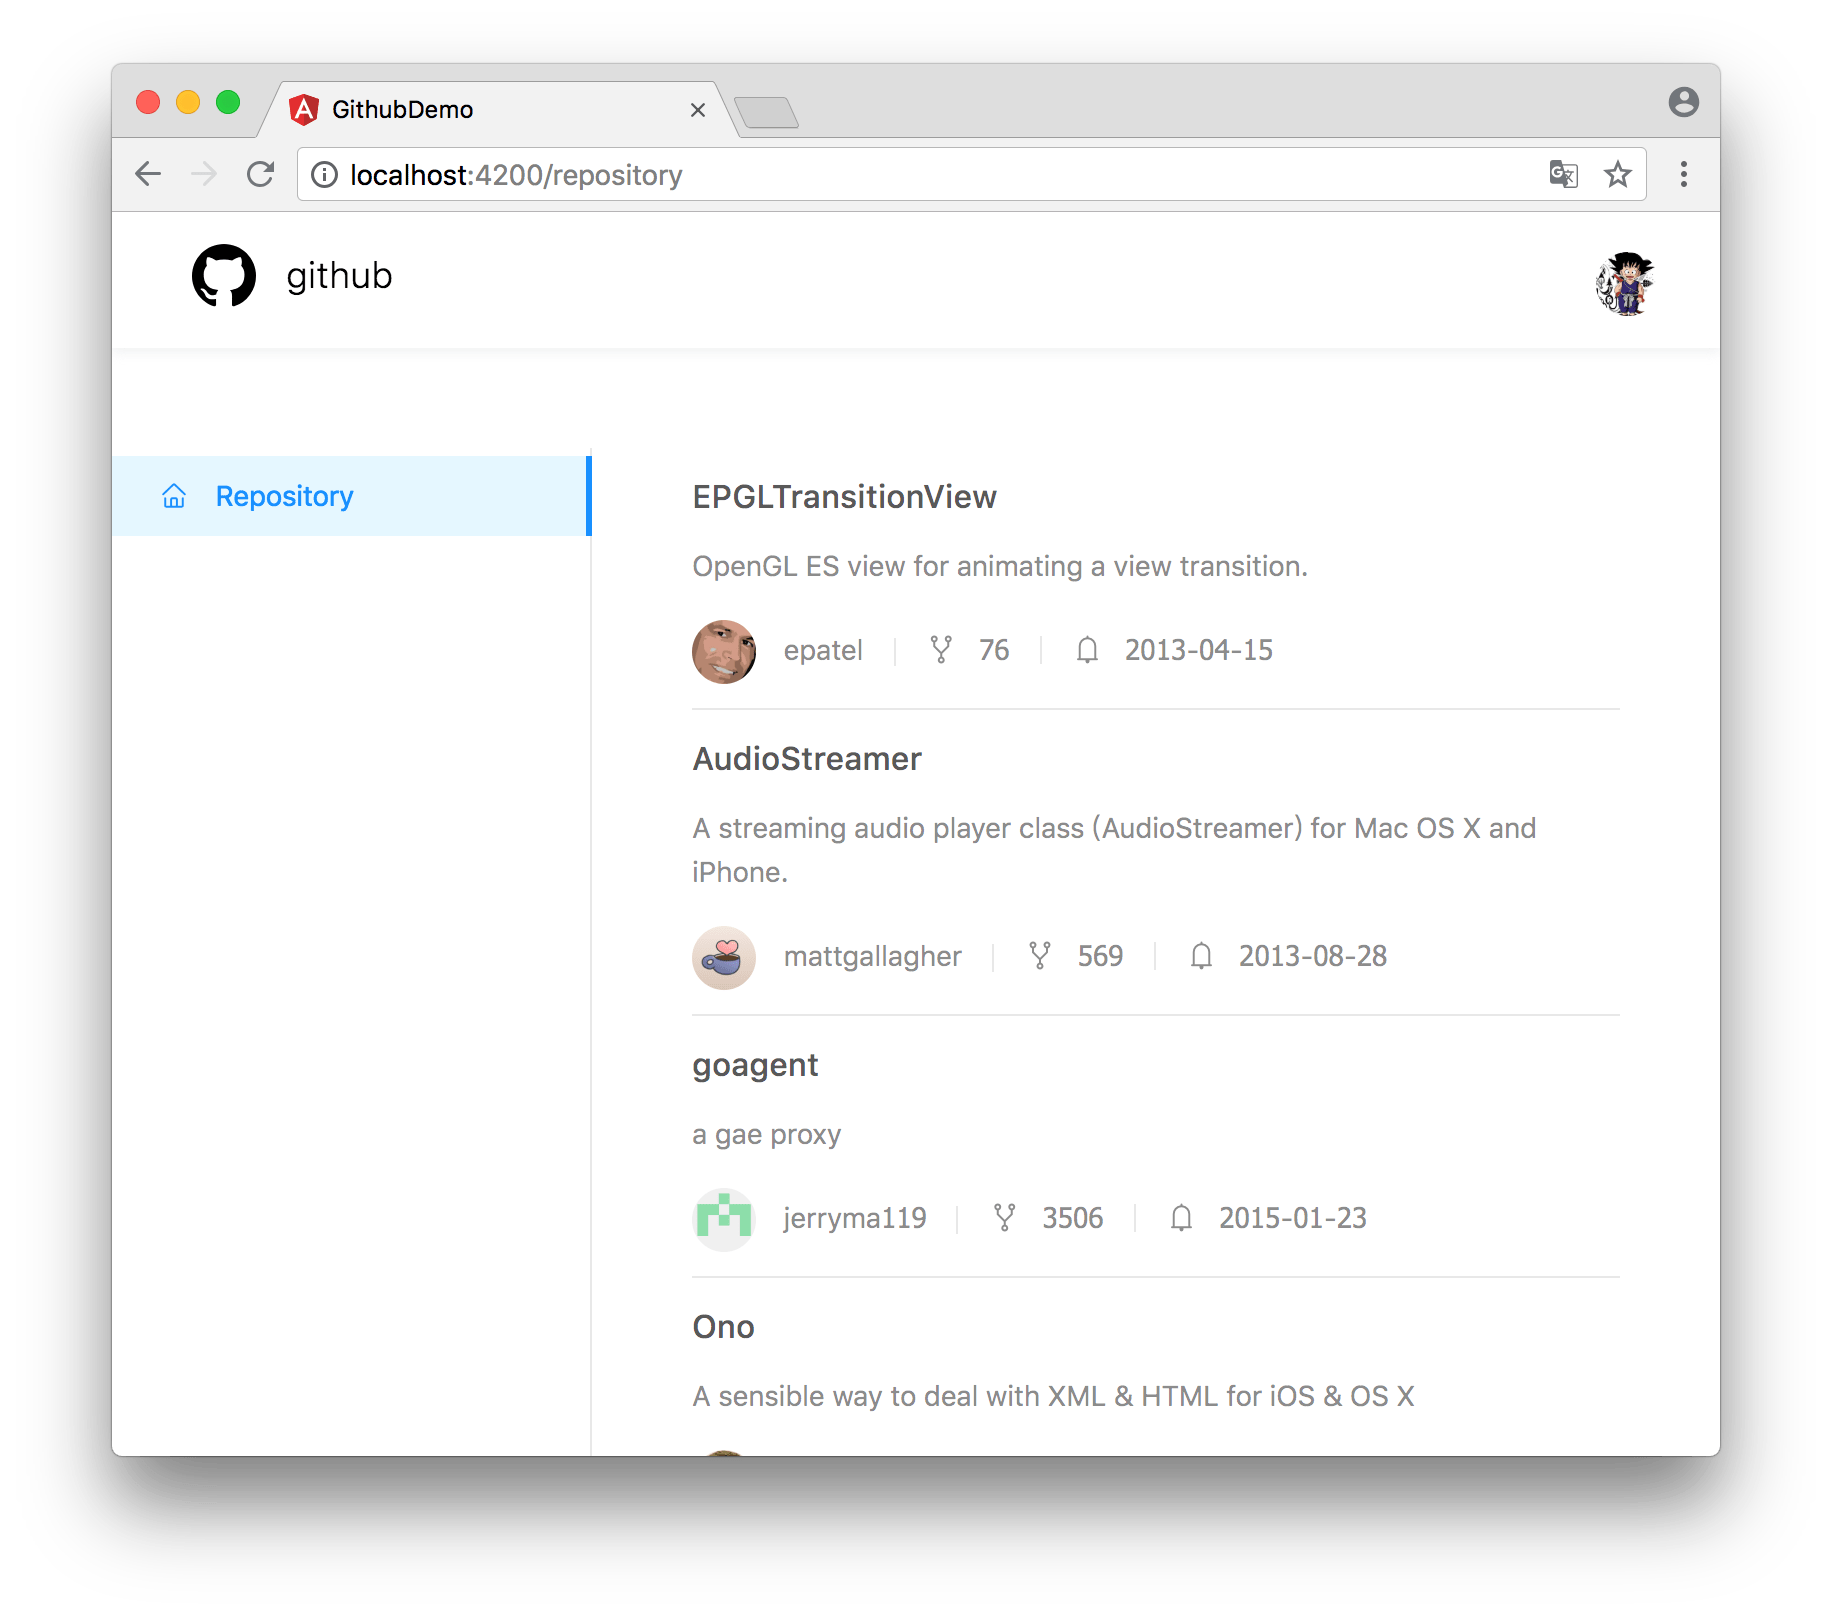 GithubDemo
localhost:4200/repository
github
Repository
EPGLTransitionView
OpenGL ES view for animating a view transition.
epatel 76 2013-04-15
AudioStreamer
A streaming audio player class (AudioStreamer) for Mac OS X and
iPhone.
mattgallagher 569 2013-08-28
goagent
a gae proxy
jerryma119 3506 2015-01-23
Ono
A sensible way to deal with XML & HTML for iOS & OS X